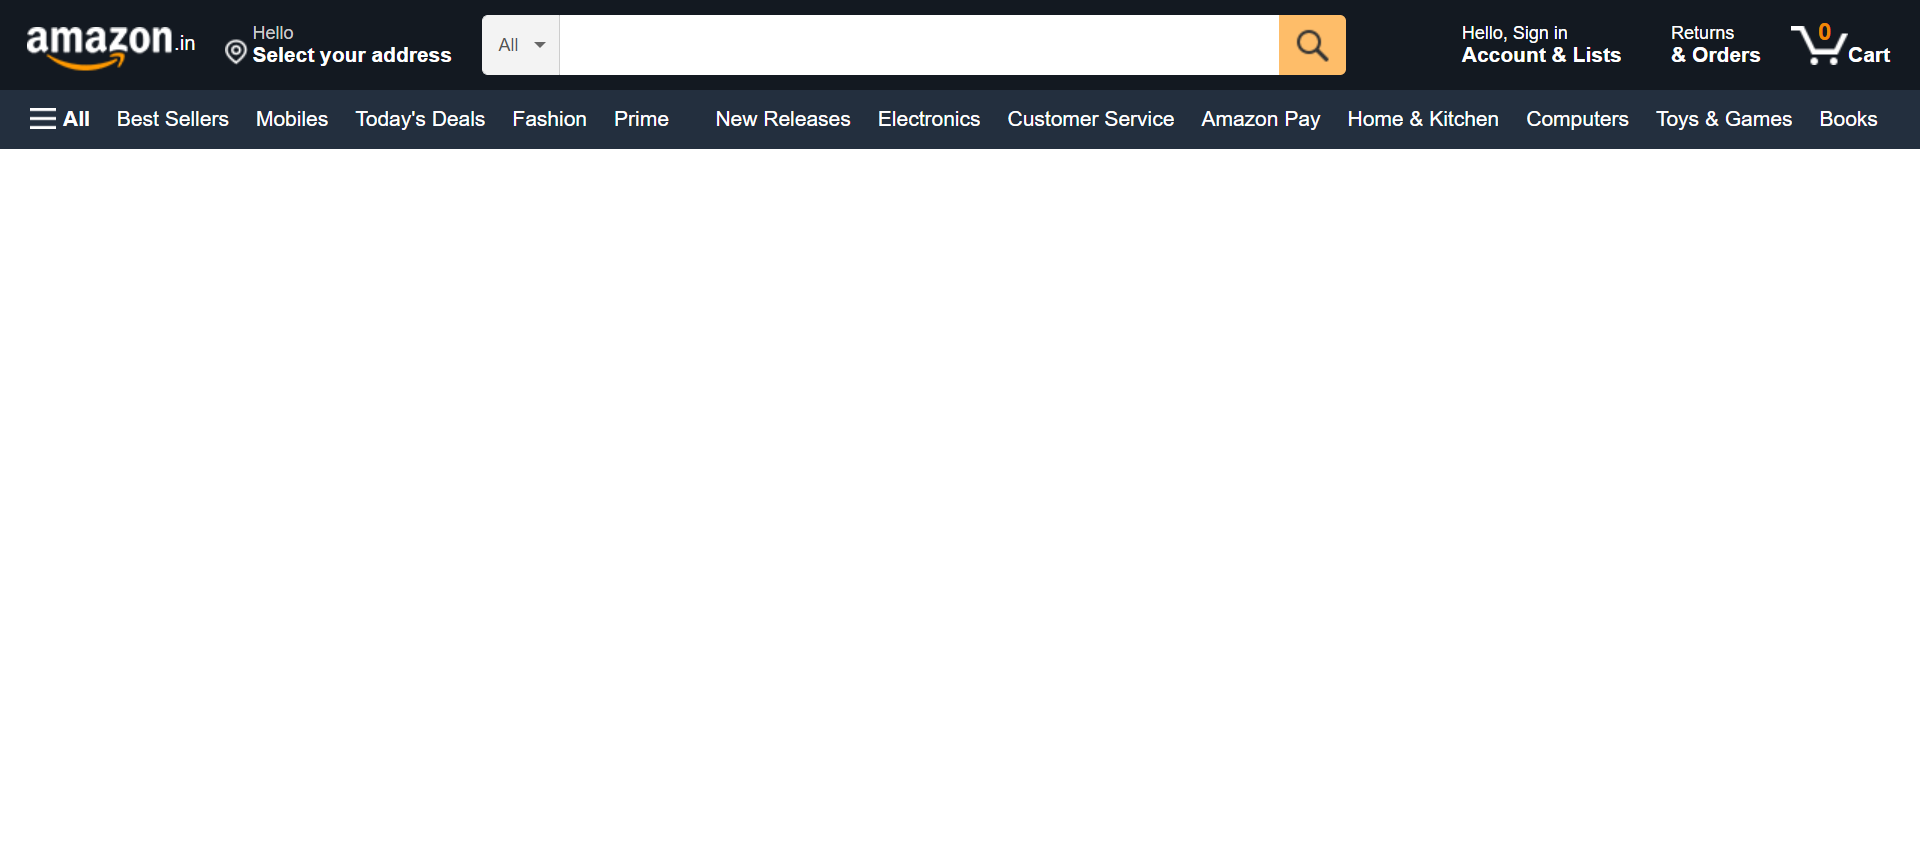 amazon.in
Hello
Select your address
All
Hello, Sign in
Account & Lists
Returns
& Orders
0
Cart
All Best Sellers Mobiles Today's Deals Fashion Prime New Releases Electronics Customer Service Amazon Pay Home & Kitchen Computers Toys & Games Books